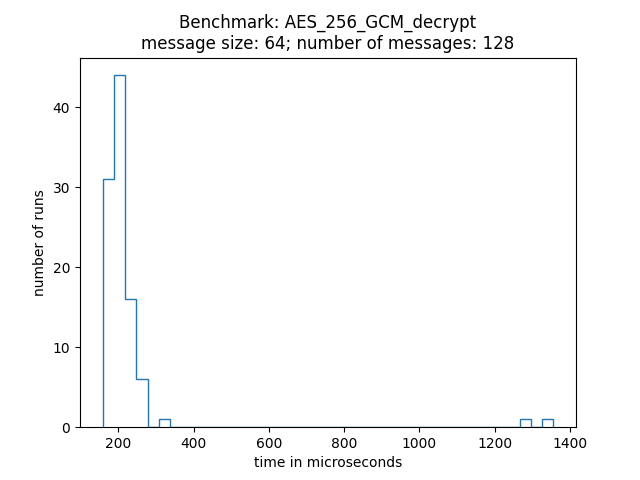 Benchmark: AES_256_GCM_decrypt
message size: 64; number of messages: 128
40
30
20
10
0
number of runs
200 400 600 800 1000 1200 1400
time in microseconds